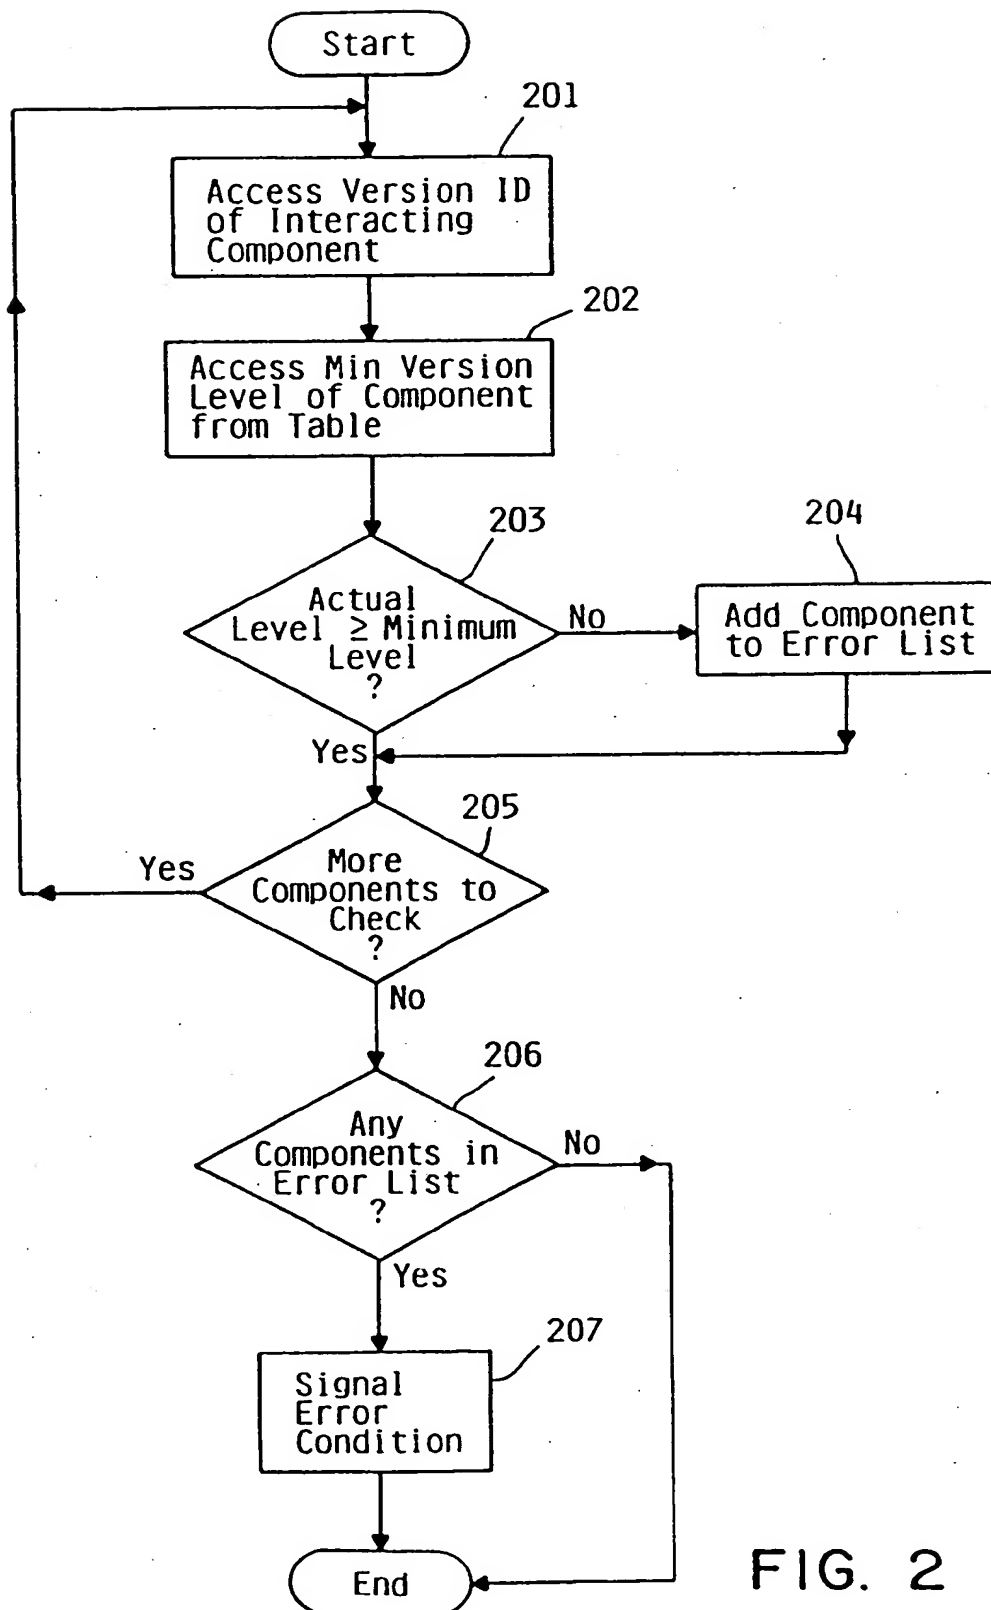 Start
201
Access Version ID
of Interacting
Component
202
Access Min Version
Level of Component
from Table
203
Actual
Level ≥ Minimum
Level
?
No
204
Add Component
to Error List
Yes
205
More
Components to
Check
?
Yes
No
206
Any
Components in
Error List
?
No
Yes
207
Signal
Error
Condition
End
FIG. 2